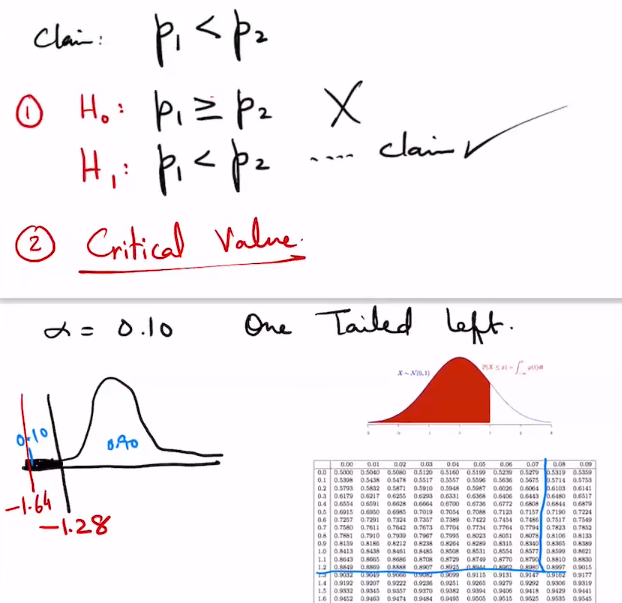 Claim: p₁ < p₂
① H₀: p₁ ≥ p₂ X
H₁: p₁ < p₂ .... claim ✓
② Critical Value.
α = 0.10 One Tailed left.
X ~ N(0,1)
0.10 0.90
-1.64
-1.28
0.00 0.01 0.02 0.03 0.04 0.05 0.06 0.07 0.08 0.09
0.0 0.5000 0.5040 0.5080 0.5120 0.5160 0.5199 0.5239 0.5279 0.5319 0.5359
0.1 0.5398 0.5438 0.5478 0.5517 0.5557 0.5596 0.5636 0.5675 0.5714 0.5753
0.2 0.5793 0.5832 0.5871 0.5910 0.5948 0.5987 0.6026 0.6064 0.6103 0.6141
0.3 0.6179 0.6217 0.6255 0.6293 0.6331 0.6368 0.6406 0.6443 0.6480 0.6517
0.4 0.6554 0.6591 0.6628 0.6664 0.6700 0.6736 0.6772 0.6808 0.6844 0.6879
0.5 0.6915 0.6950 0.6985 0.7019 0.7054 0.7088 0.7123 0.7157 0.7190 0.7224
0.6 0.7257 0.7291 0.7324 0.7357 0.7389 0.7422 0.7454 0.7486 0.7517 0.7549
0.7 0.7580 0.7611 0.7642 0.7673 0.7704 0.7734 0.7764 0.7794 0.7823 0.7852
0.8 0.7881 0.7910 0.7939 0.7967 0.7995 0.8023 0.8051 0.8078 0.8106 0.8133
0.9 0.8159 0.8186 0.8212 0.8238 0.8264 0.8289 0.8315 0.8340 0.8365 0.8389
1.0 0.8413 0.8438 0.8461 0.8485 0.8508 0.8531 0.8554 0.8577 0.8599 0.8621
1.1 0.8643 0.8665 0.8686 0.8708 0.8729 0.8749 0.8770 0.8790 0.8810 0.8830
1.2 0.8849 0.8869 0.8888 0.8907 0.8925 0.8944 0.8962 0.8980 0.8997 0.9015
1.3 0.9032 0.9049 0.9066 0.9082 0.9099 0.9115 0.9131 0.9147 0.9162 0.9177
1.4 0.9192 0.9207 0.9222 0.9236 0.9251 0.9265 0.9279 0.9292 0.9306 0.9319
1.5 0.9332 0.9345 0.9357 0.9370 0.9382 0.9394 0.9406 0.9418 0.9429 0.9441
1.6 0.9452 0.9463 0.9474 0.9484 0.9495 0.9505 0.9515 0.9525 0.9535 0.9545